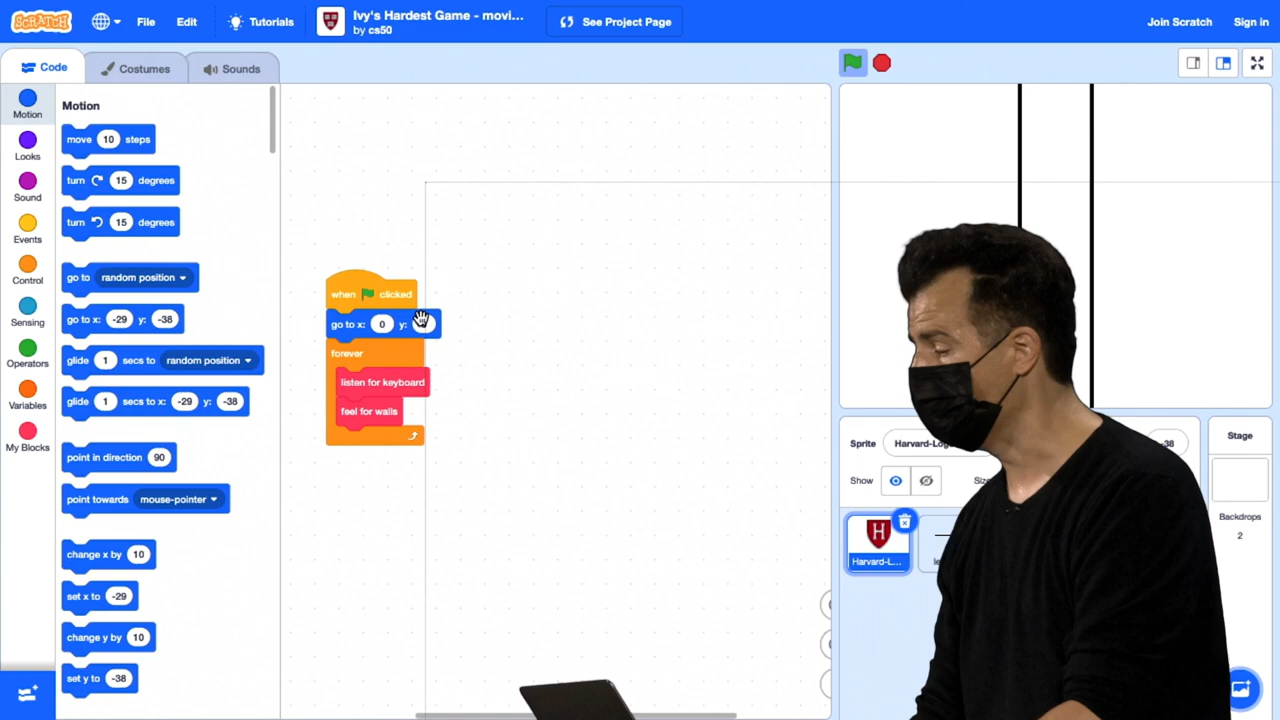 SCRATCH
File
Edit
Tutorials
Ivy's Hardest Game - movi...
by cs50
See Project Page
Join Scratch
Sign in
Code
Costumes
Sounds
Motion
Looks
Sound
Events
Control
Sensing
Operators
Variables
My Blocks
Motion
move 10 steps
turn 15 degrees
turn 15 degrees
go to random position
go to x: -29 y: -38
glide 1 secs to random position
glide 1 secs to x: -29 y: -38
point in direction 90
point towards mouse-pointer
change x by 10
set x to -29
change y by 10
set y to -38
when clicked
go to x: 0 y:
forever
listen for keyboard
feel for walls
Sprite
-38
Show
H
Harvard-L...
Stage
Backdrops
2